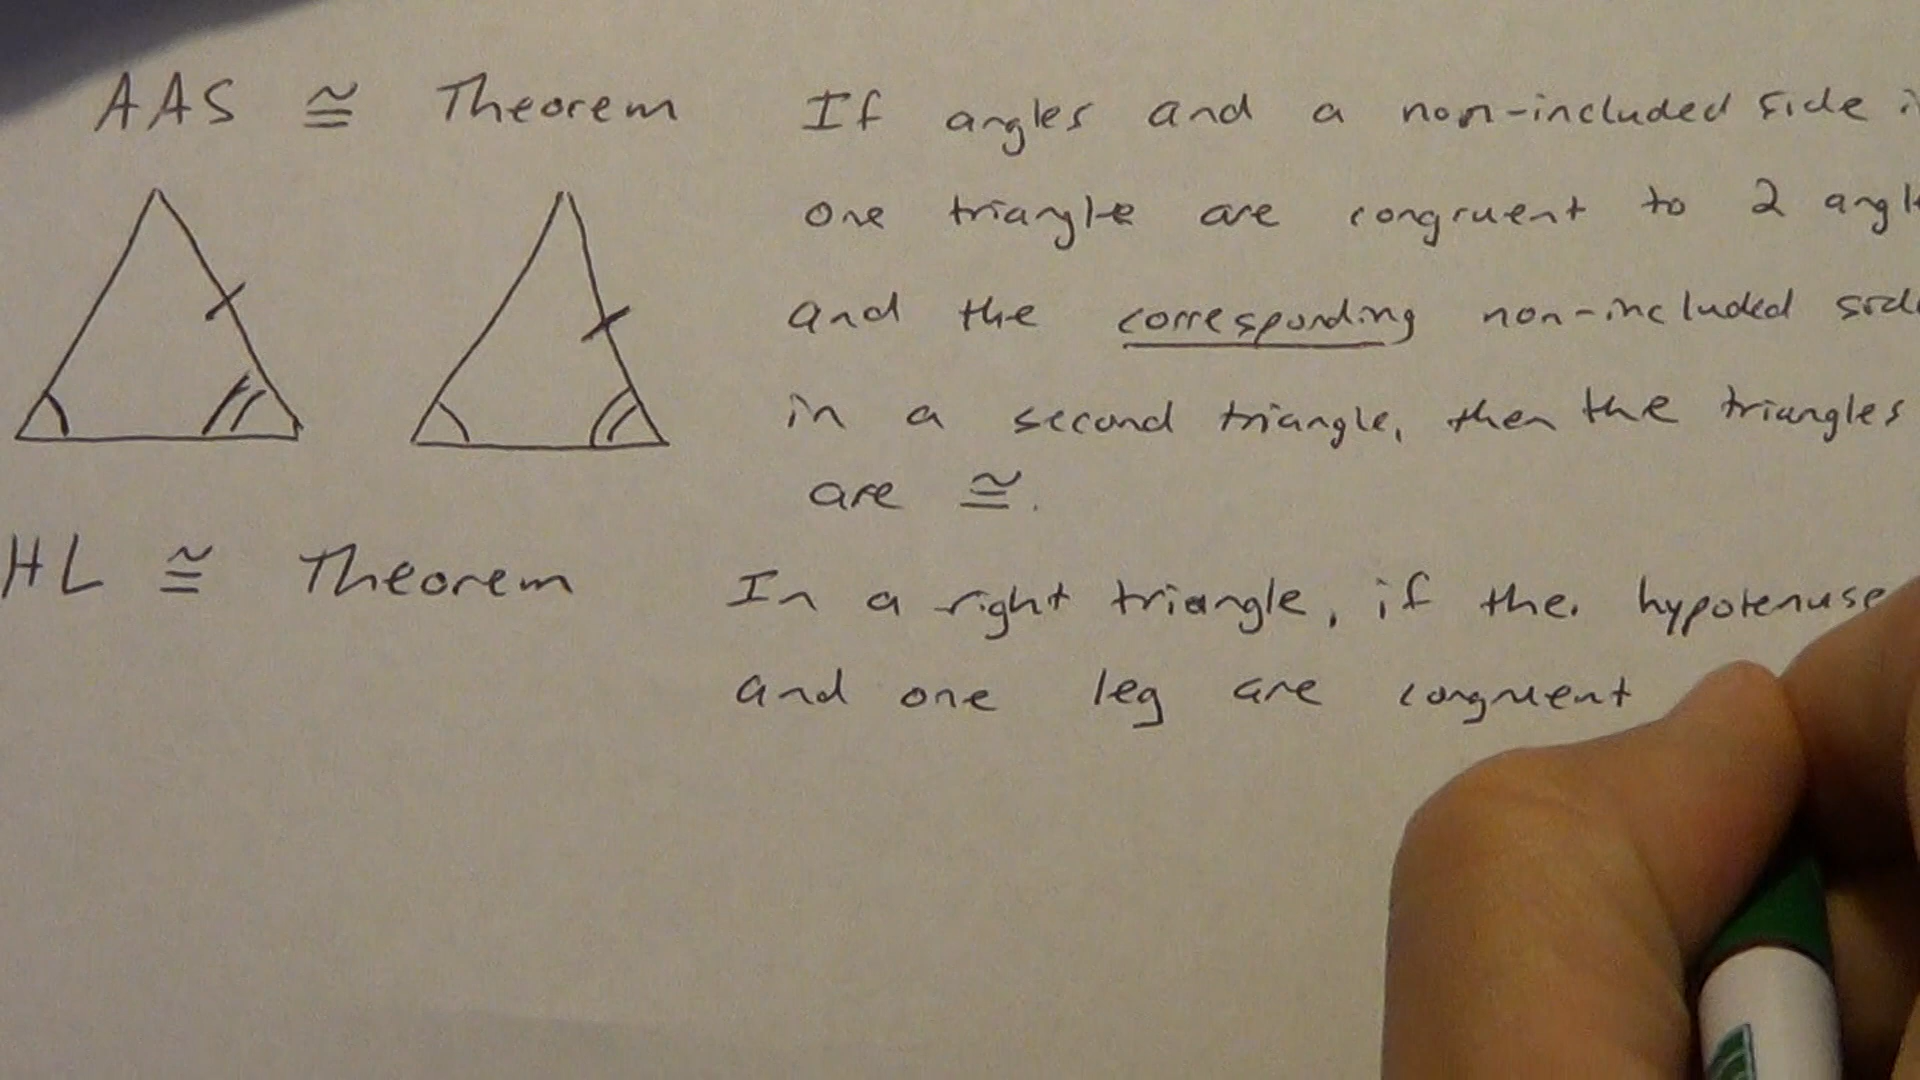 AAS ≅ Theorem
If angles and a non-included side
one triangle are congruent to 2
and the corresponding non-included
in a second triangle, then the triangles
are ≅.
HL ≅ Theorem
In a right triangle, if the. hypotenuse
and one leg are congruent